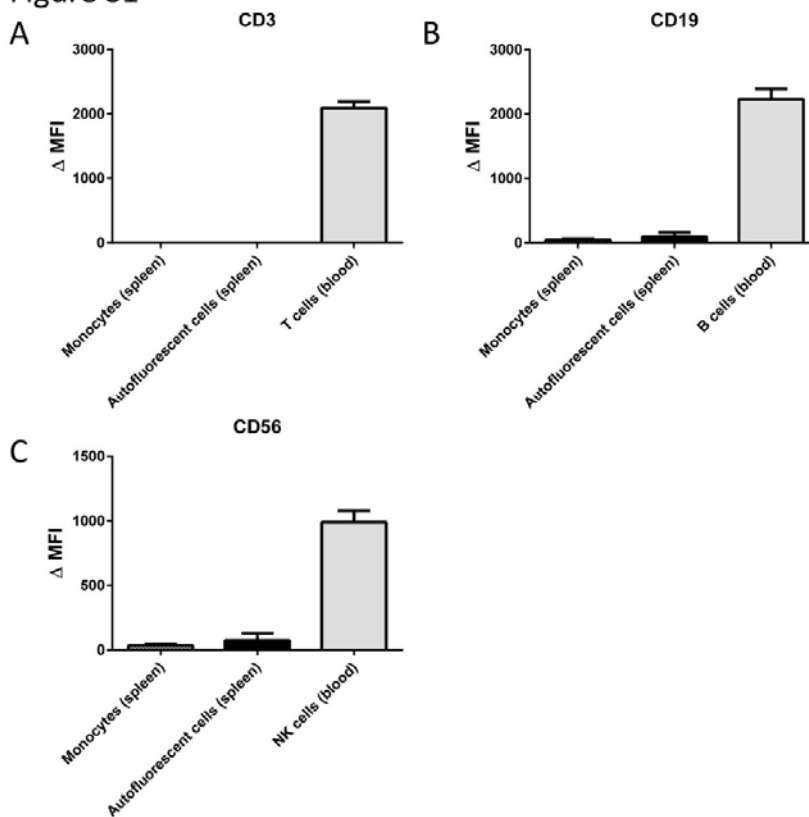 A
CD3
Δ MFI
3000
2000
1000
0
Monocytes (spleen)
Autofluorescent cells (spleen)
T cells (blood)
B
CD19
Δ MFI
3000
2000
1000
0
Monocytes (spleen)
Autofluorescent cells (spleen)
B cells (blood)
C
CD56
Δ MFI
1500
1000
500
0
Monocytes (spleen)
Autofluorescent cells (spleen)
NK cells (blood)